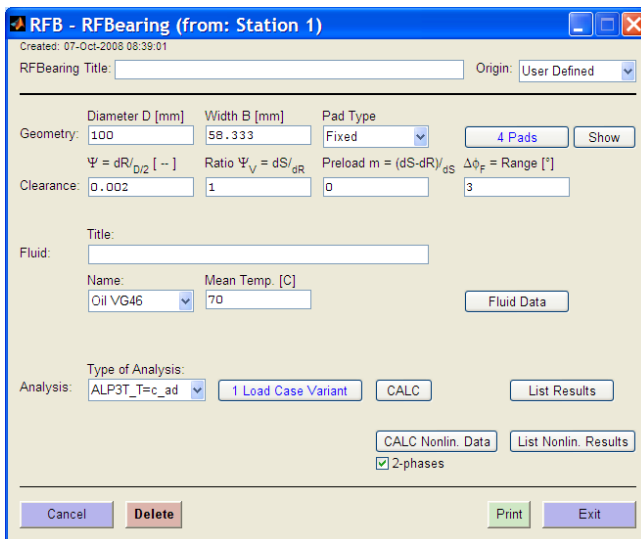 RFB - RFBearing (from: Station 1)
Created: 07-Oct-2008 08:39:01
RFBearing Title: Origin: User Defined
Diameter D [mm] Width B [mm] Pad Type
Geometry: 100 58.333 Fixed 4 Pads Show
Ψ = dR/D/2 [ -- ] Ratio ΨV = dS/dR Preload m = (dS-dR)/dS ΔϕF = Range [°]
Clearance: 0.002 1 0 3
Title:
Fluid:
Name: Mean Temp. [C]
Oil VG46 70 Fluid Data
Type of Analysis:
Analysis: ALP3T_T=c_ad 1 Load Case Variant CALC List Results
CALC Nonlin. Data List Nonlin. Results
2-phases
Cancel Delete Print Exit